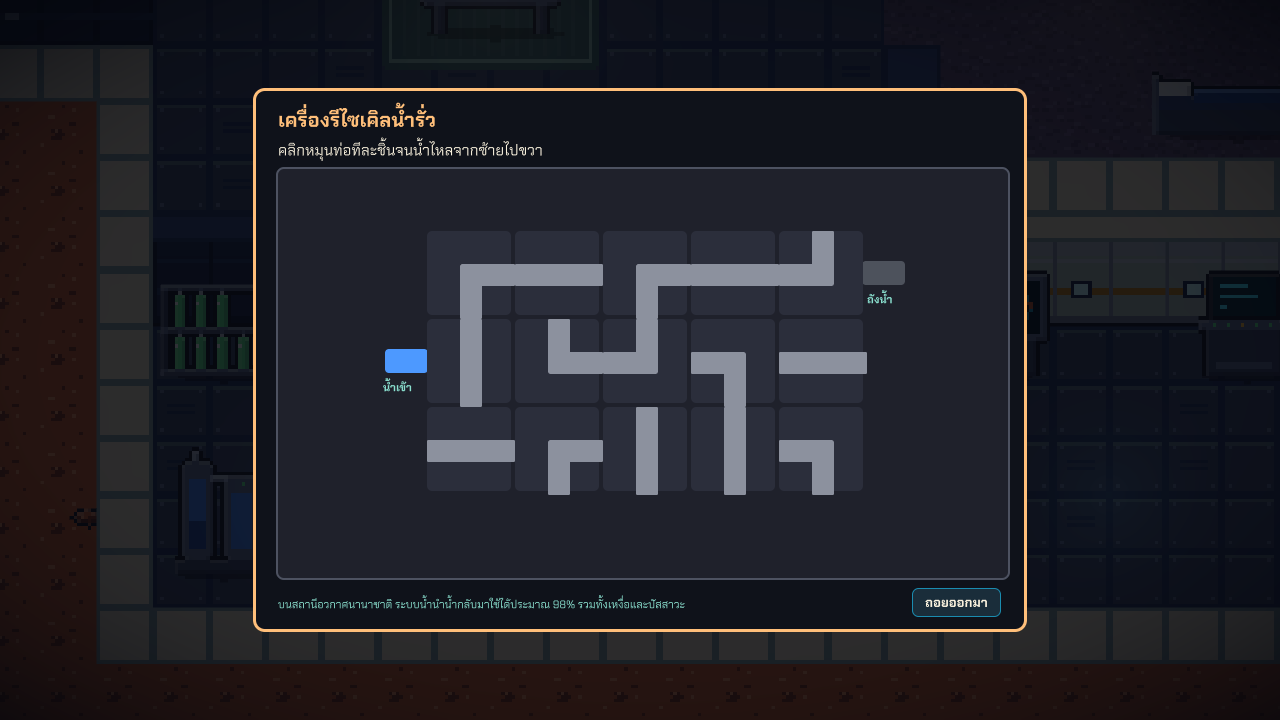 เครื่องรีไซเคิลน้ำรั่ว
คลิกหมุนท่อทีละชิ้นจนน้ำไหลจากซ้ายไปขวา
ถังน้ำ
น้ำเข้า
บนสถานีอวกาศนานาชาติ ระบบน้ำนำน้ำกลับมาใช้ได้ประมาณ 98% รวมทั้งเหงื่อและปัสสาวะ
ถอยออกมา